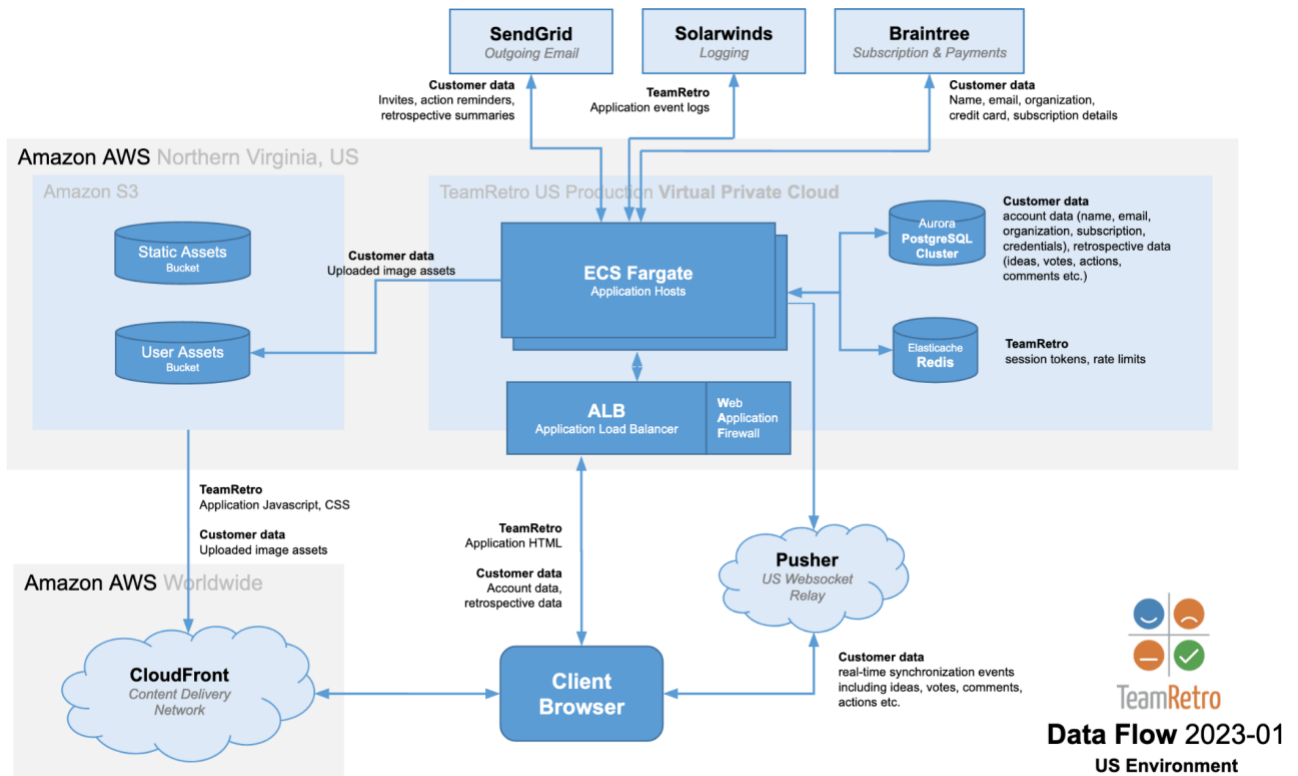 SendGrid
Outgoing Email
Solarwinds
Logging
Braintree
Subscription & Payments
Customer data
Invites, action reminders,
retrospective summaries
TeamRetro
Application event logs
Customer data
Name, email, organization,
credit card, subscription details
Amazon AWS Northern Virginia, US
Amazon S3
TeamRetro US Production Virtual Private Cloud
Static Assets
Bucket
User Assets
Bucket
Customer data
Uploaded image assets
ECS Fargate
Application Hosts
Aurora
PostgreSQL
Cluster
Customer data
account data (name, email,
organization, subscription,
credentials), retrospective data
(ideas, votes, actions,
comments etc.)
Elasticache
Redis
TeamRetro
session tokens, rate limits
ALB
Application Load Balancer
Web
Application
Firewall
TeamRetro
Application Javascript, CSS
Customer data
Uploaded image assets
TeamRetro
Application HTML
Customer data
Account data,
retrospective data
Pusher
US Websocket
Relay
Amazon AWS Worldwide
CloudFront
Content Delivery
Network
Client
Browser
Customer data
real-time synchronization events
including ideas, votes, comments,
actions etc.
TeamRetro
Data Flow 2023-01
US Environment